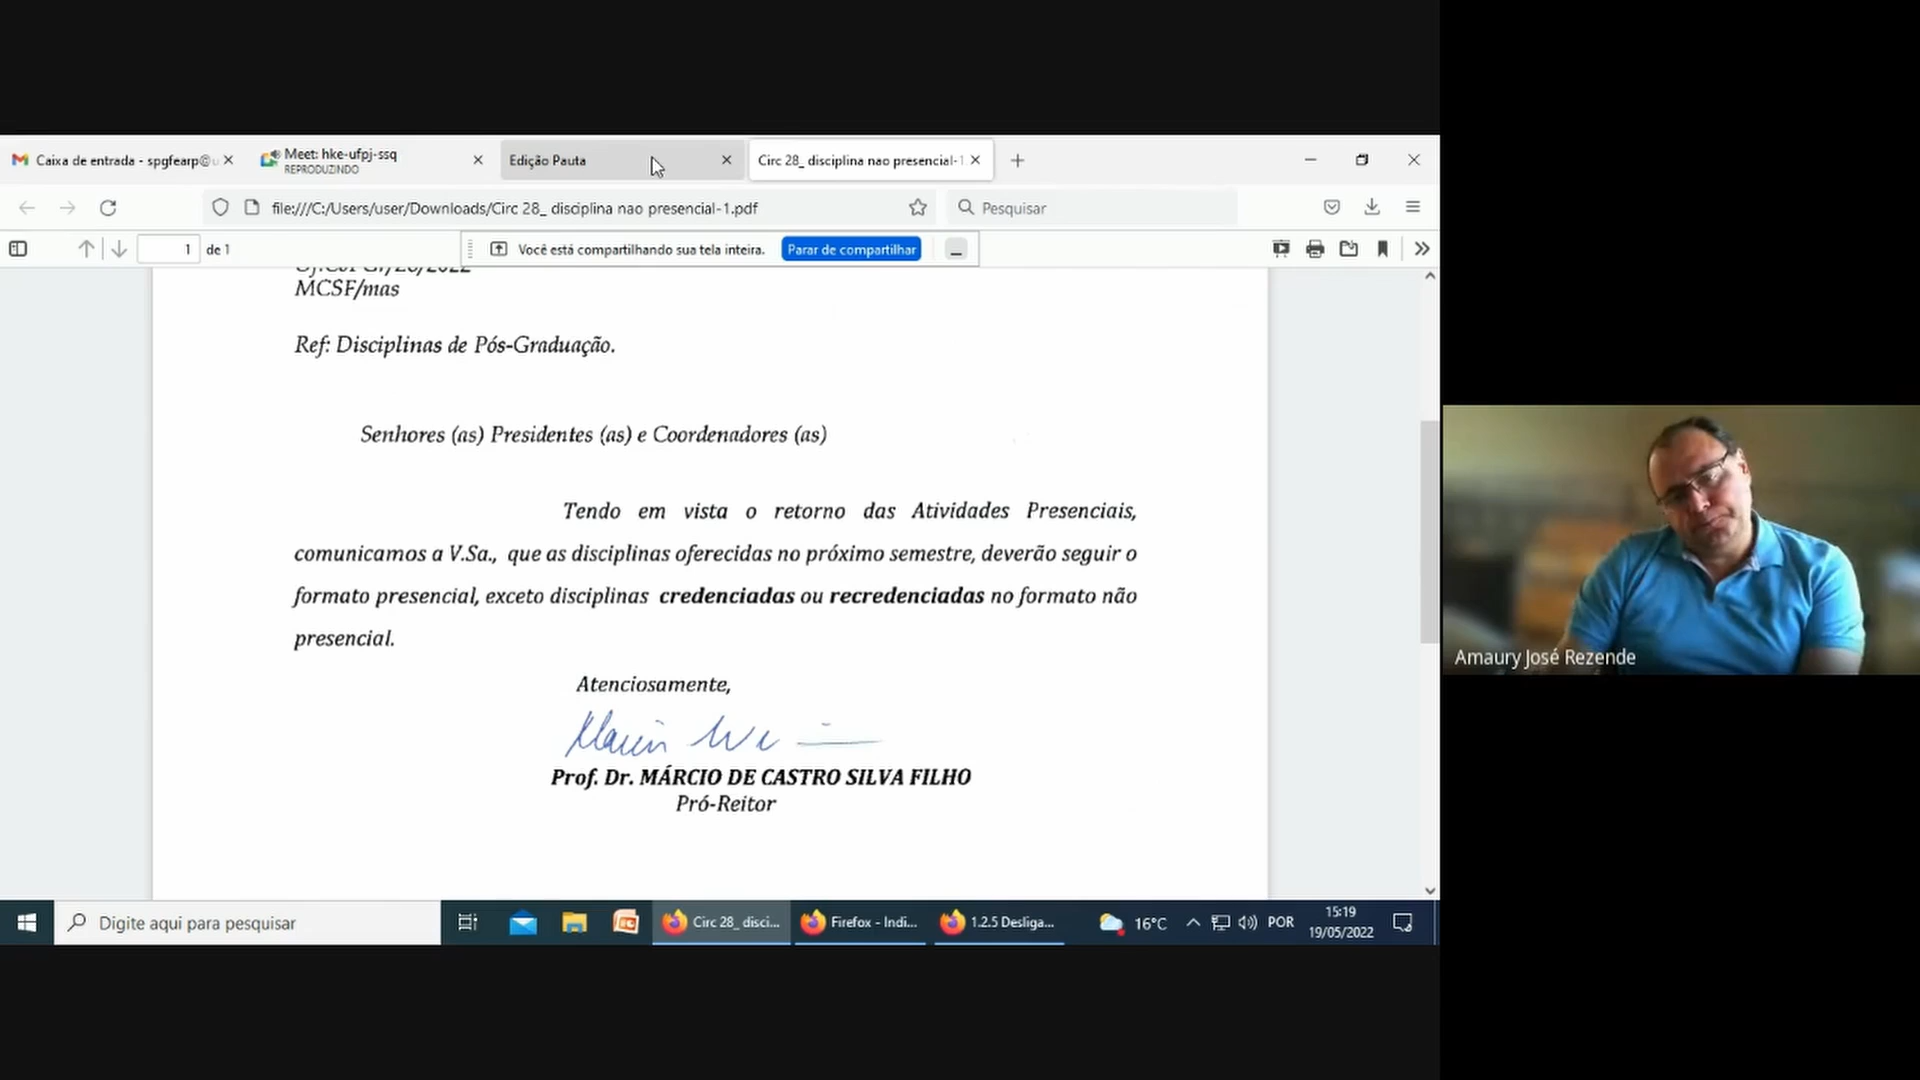 Caixa de entrada - spgfearp@u
Meet: hke-ufpj-ssq
REPRODUZINDO
Edição Pauta
Circ 28_ disciplina nao presencial-1
file:///C:/Users/user/Downloads/Circ 28_ disciplina nao presencial-1.pdf
Pesquisar
1 de 1
Você está compartilhando sua tela inteira.
Parar de compartilhar
MCSF/mas
Ref: Disciplinas de Pós-Graduação.
Senhores (as) Presidentes (as) e Coordenadores (as)
Tendo em vista o retorno das Atividades Presenciais,
comunicamos a V.Sa., que as disciplinas oferecidas no próximo semestre, deverão seguir o
formato presencial, exceto disciplinas credenciadas ou recredenciadas no formato não
presencial.
Atenciosamente,
Prof. Dr. MÁRCIO DE CASTRO SILVA FILHO
Pró-Reitor
Amaury José Rezende
Digite aqui para pesquisar
Circ 28_ disci...
Firefox - Indi...
1.2.5 Desliga...
16°C
POR
15:19
19/05/2022